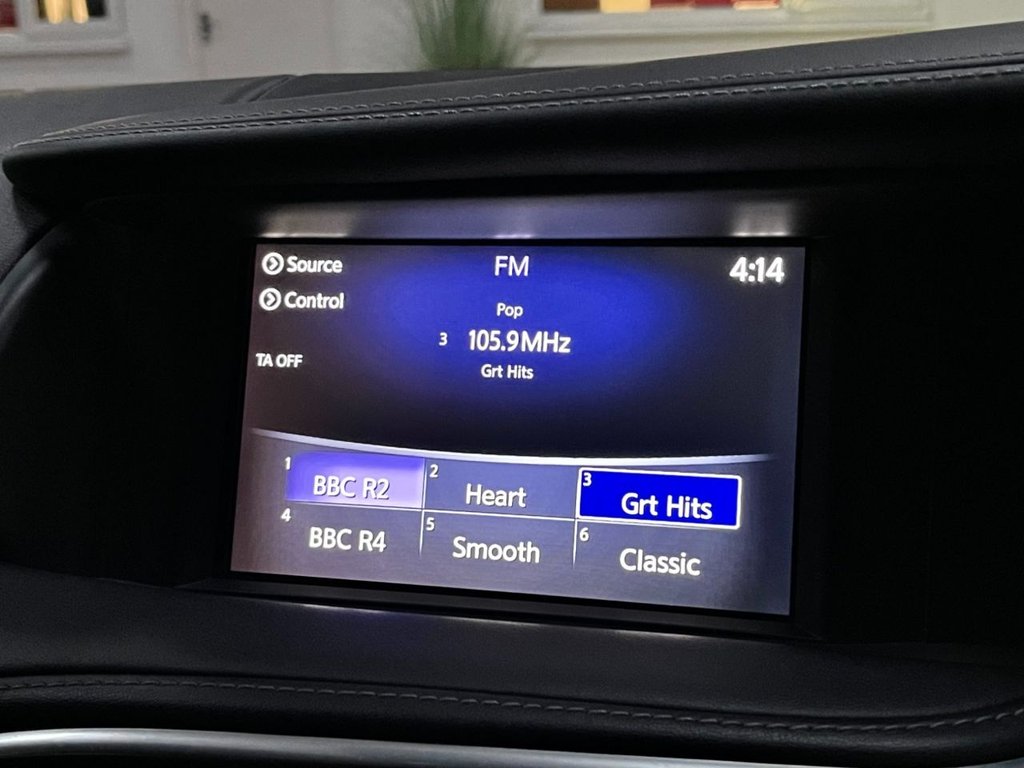 Source
FM
4:14
Control
Pop
3 105.9MHz
TA OFF
Grt Hits
1 BBC R2
2 Heart
3 Grt Hits
4 BBC R4
5 Smooth
6 Classic